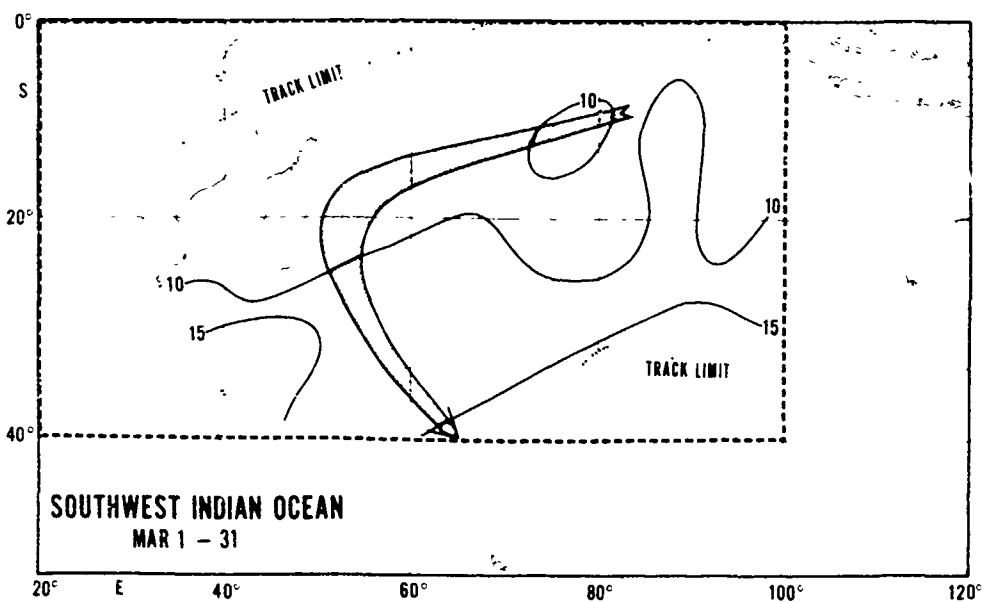 0°
TRACK LIMIT
S
10
20°
10
10
15
15
TRACK LIMIT
40°
SOUTHWEST INDIAN OCEAN
MAR 1 – 31
20° E 40° 60° 80° 100° 120°